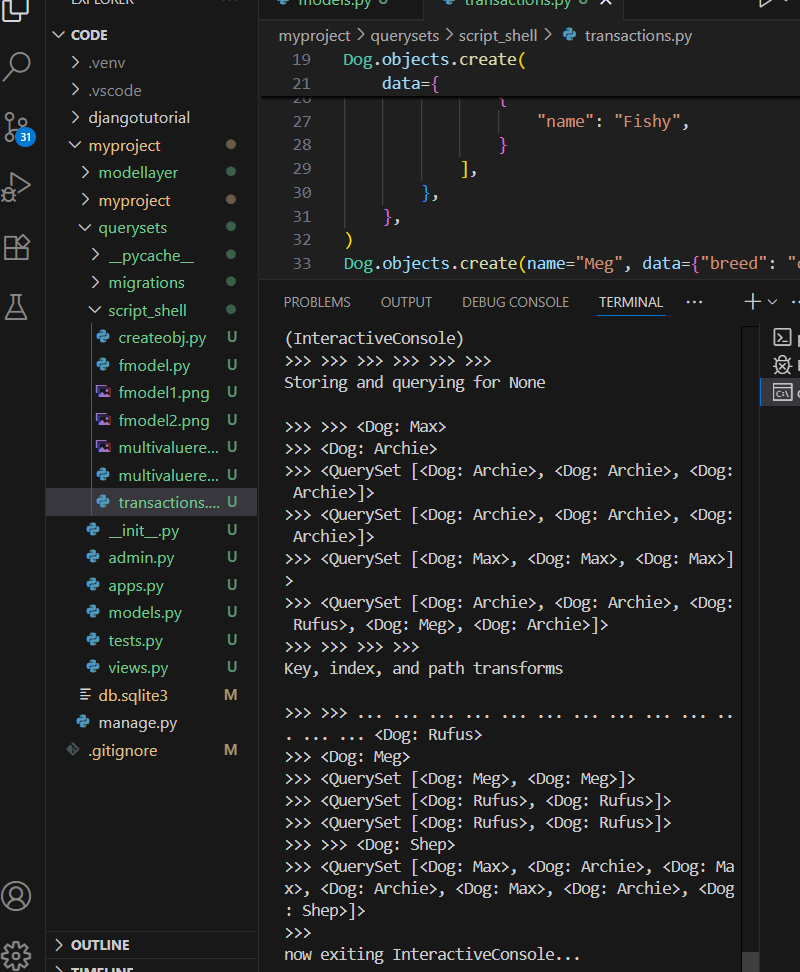 EXPLORER
models.py U
transactions.py U
CODE
.venv
.vscode
djangotutorial
myproject
modellayer
myproject
querysets
__pycache__
migrations
script_shell
createobj.py U
fmodel.py U
fmodel1.png U
fmodel2.png U
multivaluere... U
multivaluere... U
transactions.... U
__init__.py U
admin.py U
apps.py U
models.py U
tests.py U
views.py U
db.sqlite3 M
manage.py
.gitignore M
OUTLINE
TIMELINE
31
myproject > querysets > script_shell > transactions.py
19 Dog.objects.create(
21 data={
26 {
27 "name": "Fishy",
28 }
29 ],
30 },
31 },
32 )
33 Dog.objects.create(name="Meg", data={"breed":
PROBLEMS OUTPUT DEBUG CONSOLE TERMINAL ...
(InteractiveConsole)
>>> >>> >>> >>> >>> >>>
Storing and querying for None
>>> >>> <Dog: Max>
>>> <Dog: Archie>
>>> <QuerySet [<Dog: Archie>, <Dog: Archie>, <Dog:
Archie>]>
>>> <QuerySet [<Dog: Archie>, <Dog: Archie>, <Dog:
Archie>]>
>>> <QuerySet [<Dog: Max>, <Dog: Max>, <Dog: Max>]
>
>>> <QuerySet [<Dog: Archie>, <Dog: Archie>, <Dog:
Rufus>, <Dog: Meg>, <Dog: Archie>]>
>>> >>> >>> >>>
Key, index, and path transforms
>>> >>> ... ... ... ... ... ... ... ... ... ... ..
. ... ... <Dog: Rufus>
>>> <Dog: Meg>
>>> <QuerySet [<Dog: Meg>, <Dog: Meg>]>
>>> <QuerySet [<Dog: Rufus>, <Dog: Rufus>]>
>>> <QuerySet [<Dog: Rufus>, <Dog: Rufus>]>
>>> >>> <Dog: Shep>
>>> <QuerySet [<Dog: Max>, <Dog: Archie>, <Dog: Ma
x>, <Dog: Archie>, <Dog: Max>, <Dog: Archie>, <Dog
: Shep>]>
>>>
now exiting InteractiveConsole...